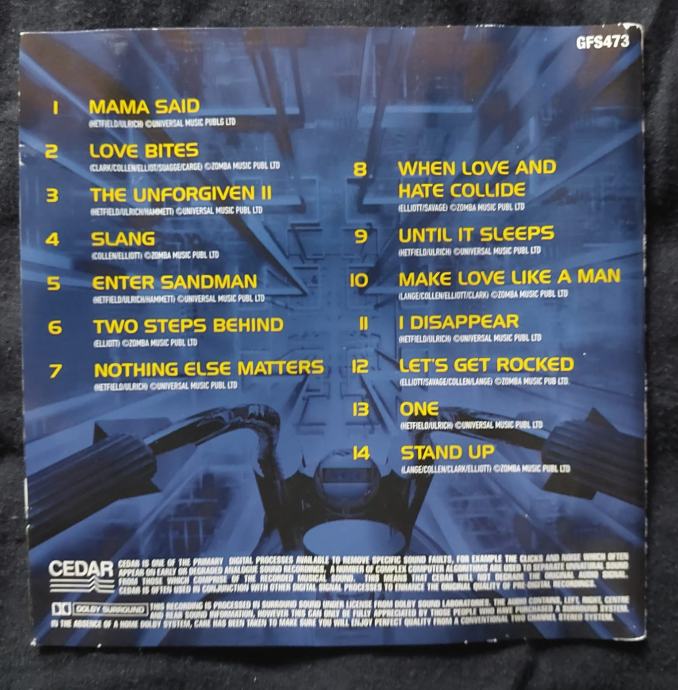 GFS473
1 MAMA SAID
(HETFIELD/ULRICH) ©UNIVERSAL MUSIC PUBLG LTD
2 LOVE BITES
(CLARK/COLLEN/ELLIOT/SUAGGE/CARGE) ©ZOMBA MUSIC PUBL LTD
3 THE UNFORGIVEN II
(HETFIELD/ULRICH/HAMMETT) ©UNIVERSAL MUSIC PUBL LTD
4 SLANG
(COLLEN/ELLIOTT) ©ZOMBA MUSIC PUBL LTD
5 ENTER SANDMAN
(HETFIELD/ULRICH/HAMMETT) ©UNIVERSAL MUSIC PUBL LTD
6 TWO STEPS BEHIND
(ELLIOTT) ©ZOMBA MUSIC PUBL LTD
7 NOTHING ELSE MATTERS
(HETFIELD/ULRICH) ©UNIVERSAL MUSIC PUBL LTD
8 WHEN LOVE AND
HATE COLLIDE
(ELLIOTT/SAVAGE) ©ZOMBA MUSIC PUBL LTD
9 UNTIL IT SLEEPS
(HETFIELD/ULRICH) ©UNIVERSAL MUSIC PUBL LTD
10 MAKE LOVE LIKE A MAN
(LANGE/COLLEN/ELLIOTT/CLARK) ©ZOMBA MUSIC PUBL LTD
11 I DISAPPEAR
(HETFIELD/ULRICH) ©UNIVERSAL MUSIC PUBL LTD
12 LET'S GET ROCKED
(ELLIOTT/SAVAGE/COLLEN/LANGE) ©ZOMBA MUSIC PUB LTD
13 ONE
(HETFIELD/ULRICH) ©UNIVERSAL MUSIC PUBL LTD
14 STAND UP
(LANGE/COLLEN/CLARK/ELLIOTT) ©ZOMBA MUSIC PUBL LTD
CEDAR
CEDAR IS ONE OF THE PRIMARY DIGITAL PROCESSES AVAILABLE TO REMOVE SPECIFIC SOUND FAULTS, FOR EXAMPLE THE CLICKS AND NOISE WHICH OFTEN
APPEAR ON EARLY OR DEGRADED ANALOGUE SOUND RECORDINGS. A NUMBER OF COMPLEX COMPUTER ALGORITHMS ARE USED TO SEPARATE UNNATURAL SOUNDS
FROM THOSE WHICH COMPRISE OF THE RECORDED MUSICAL SOUND. THIS MEANS THAT CEDAR WILL NOT DEGRADE THE ORIGINAL AUDIO SIGNAL.
CEDAR IS OFTEN USED IN CONJUNCTION WITH OTHER DIGITAL SIGNAL PROCESSES TO ENHANCE THE ORIGINAL QUALITY OF PRE DIGITAL RECORDINGS.
DOLBY SURROUND
THIS RECORDING IS PROCESSED IN SURROUND SOUND UNDER LICENSE FROM DOLBY SOUND LABORATORIES. THE AUDIO CONTAINS, LEFT, RIGHT, CENTRE
AND REAR SOUND INFORMATION, HOWEVER THIS CAN ONLY BE FULLY APPRECIATED BY THOSE PEOPLE WHO HAVE PURCHASED A SURROUND SYSTEM.
IN THE ABSENCE OF A HOME DOLBY SYSTEM, CARE HAS BEEN TAKEN TO MAKE SURE YOU WILL ENJOY PERFECT QUALITY FROM A CONVENTIONAL TWO CHANNEL STEREO SYSTEM.